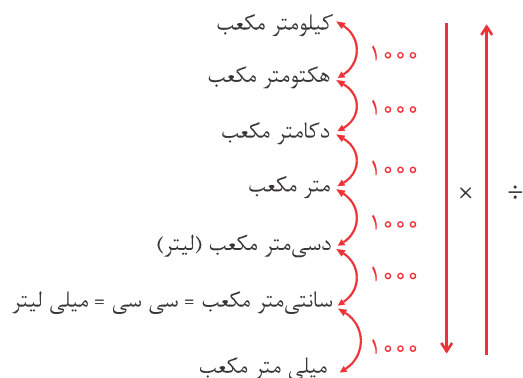 کیلومتر مکعب
۱۰۰۰
هکتومتر مکعب
۱۰۰۰
دکامتر مکعب
۱۰۰۰
متر مکعب
× ÷
۱۰۰۰
دسی‌متر مکعب (لیتر)
۱۰۰۰
سانتی‌متر مکعب = سی سی = میلی لیتر
۱۰۰۰
میلی متر مکعب